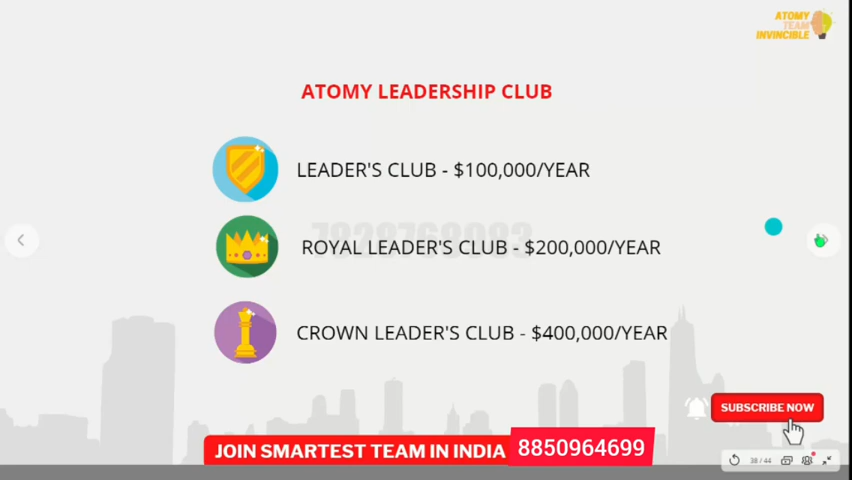 ATOMY
TEAM
INVINCIBLE
ATOMY LEADERSHIP CLUB
LEADER'S CLUB - $100,000/YEAR
7828768083
ROYAL LEADER'S CLUB - $200,000/YEAR
CROWN LEADER'S CLUB - $400,000/YEAR
SUBSCRIBE NOW
JOIN SMARTEST TEAM IN INDIA 8850964699
38 / 44